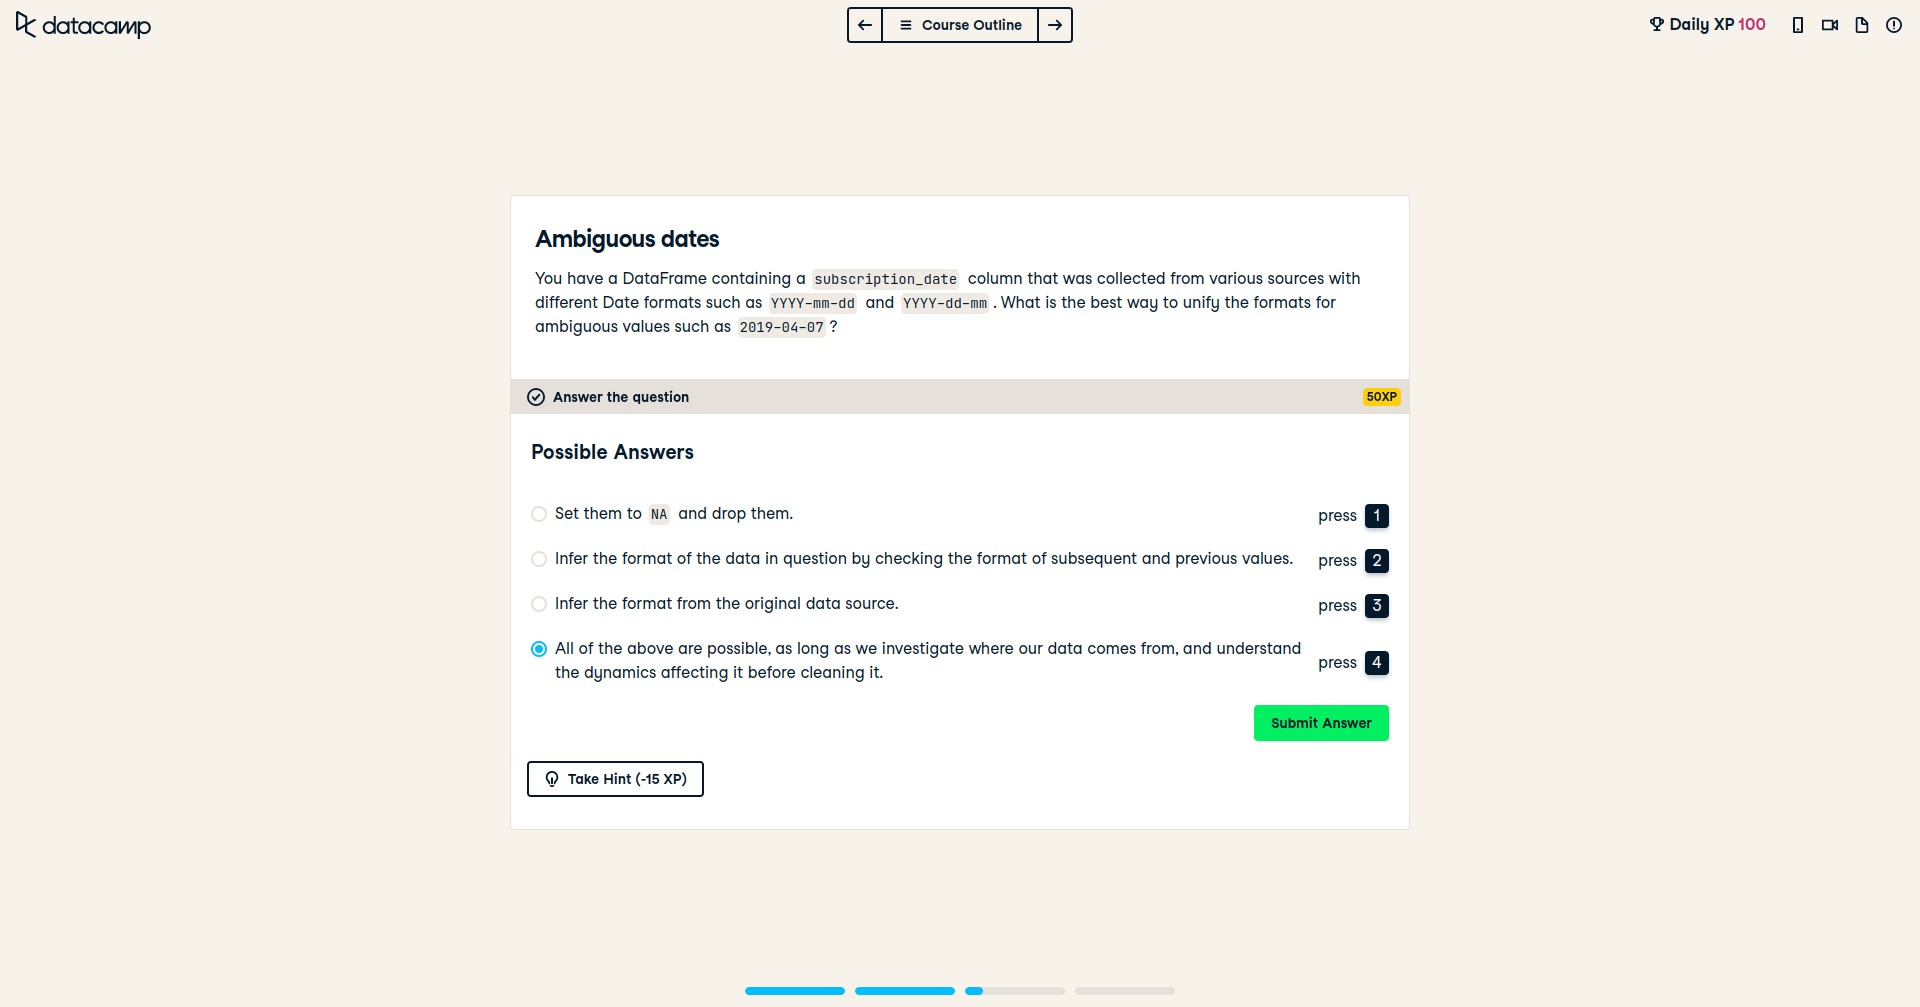 datacamp
Course Outline
Daily XP 100
Ambiguous dates
You have a DataFrame containing a subscription_date column that was collected from various sources with
different Date formats such as YYYY-mm-dd and YYYY-dd-mm. What is the best way to unify the formats for
ambiguous values such as 2019-04-07?
Answer the question
50XP
Possible Answers
Set them to NA and drop them.
press 1
Infer the format of the data in question by checking the format of subsequent and previous values.
press 2
Infer the format from the original data source.
press 3
All of the above are possible, as long as we investigate where our data comes from, and understand
the dynamics affecting it before cleaning it.
press 4
Submit Answer
Take Hint (-15 XP)